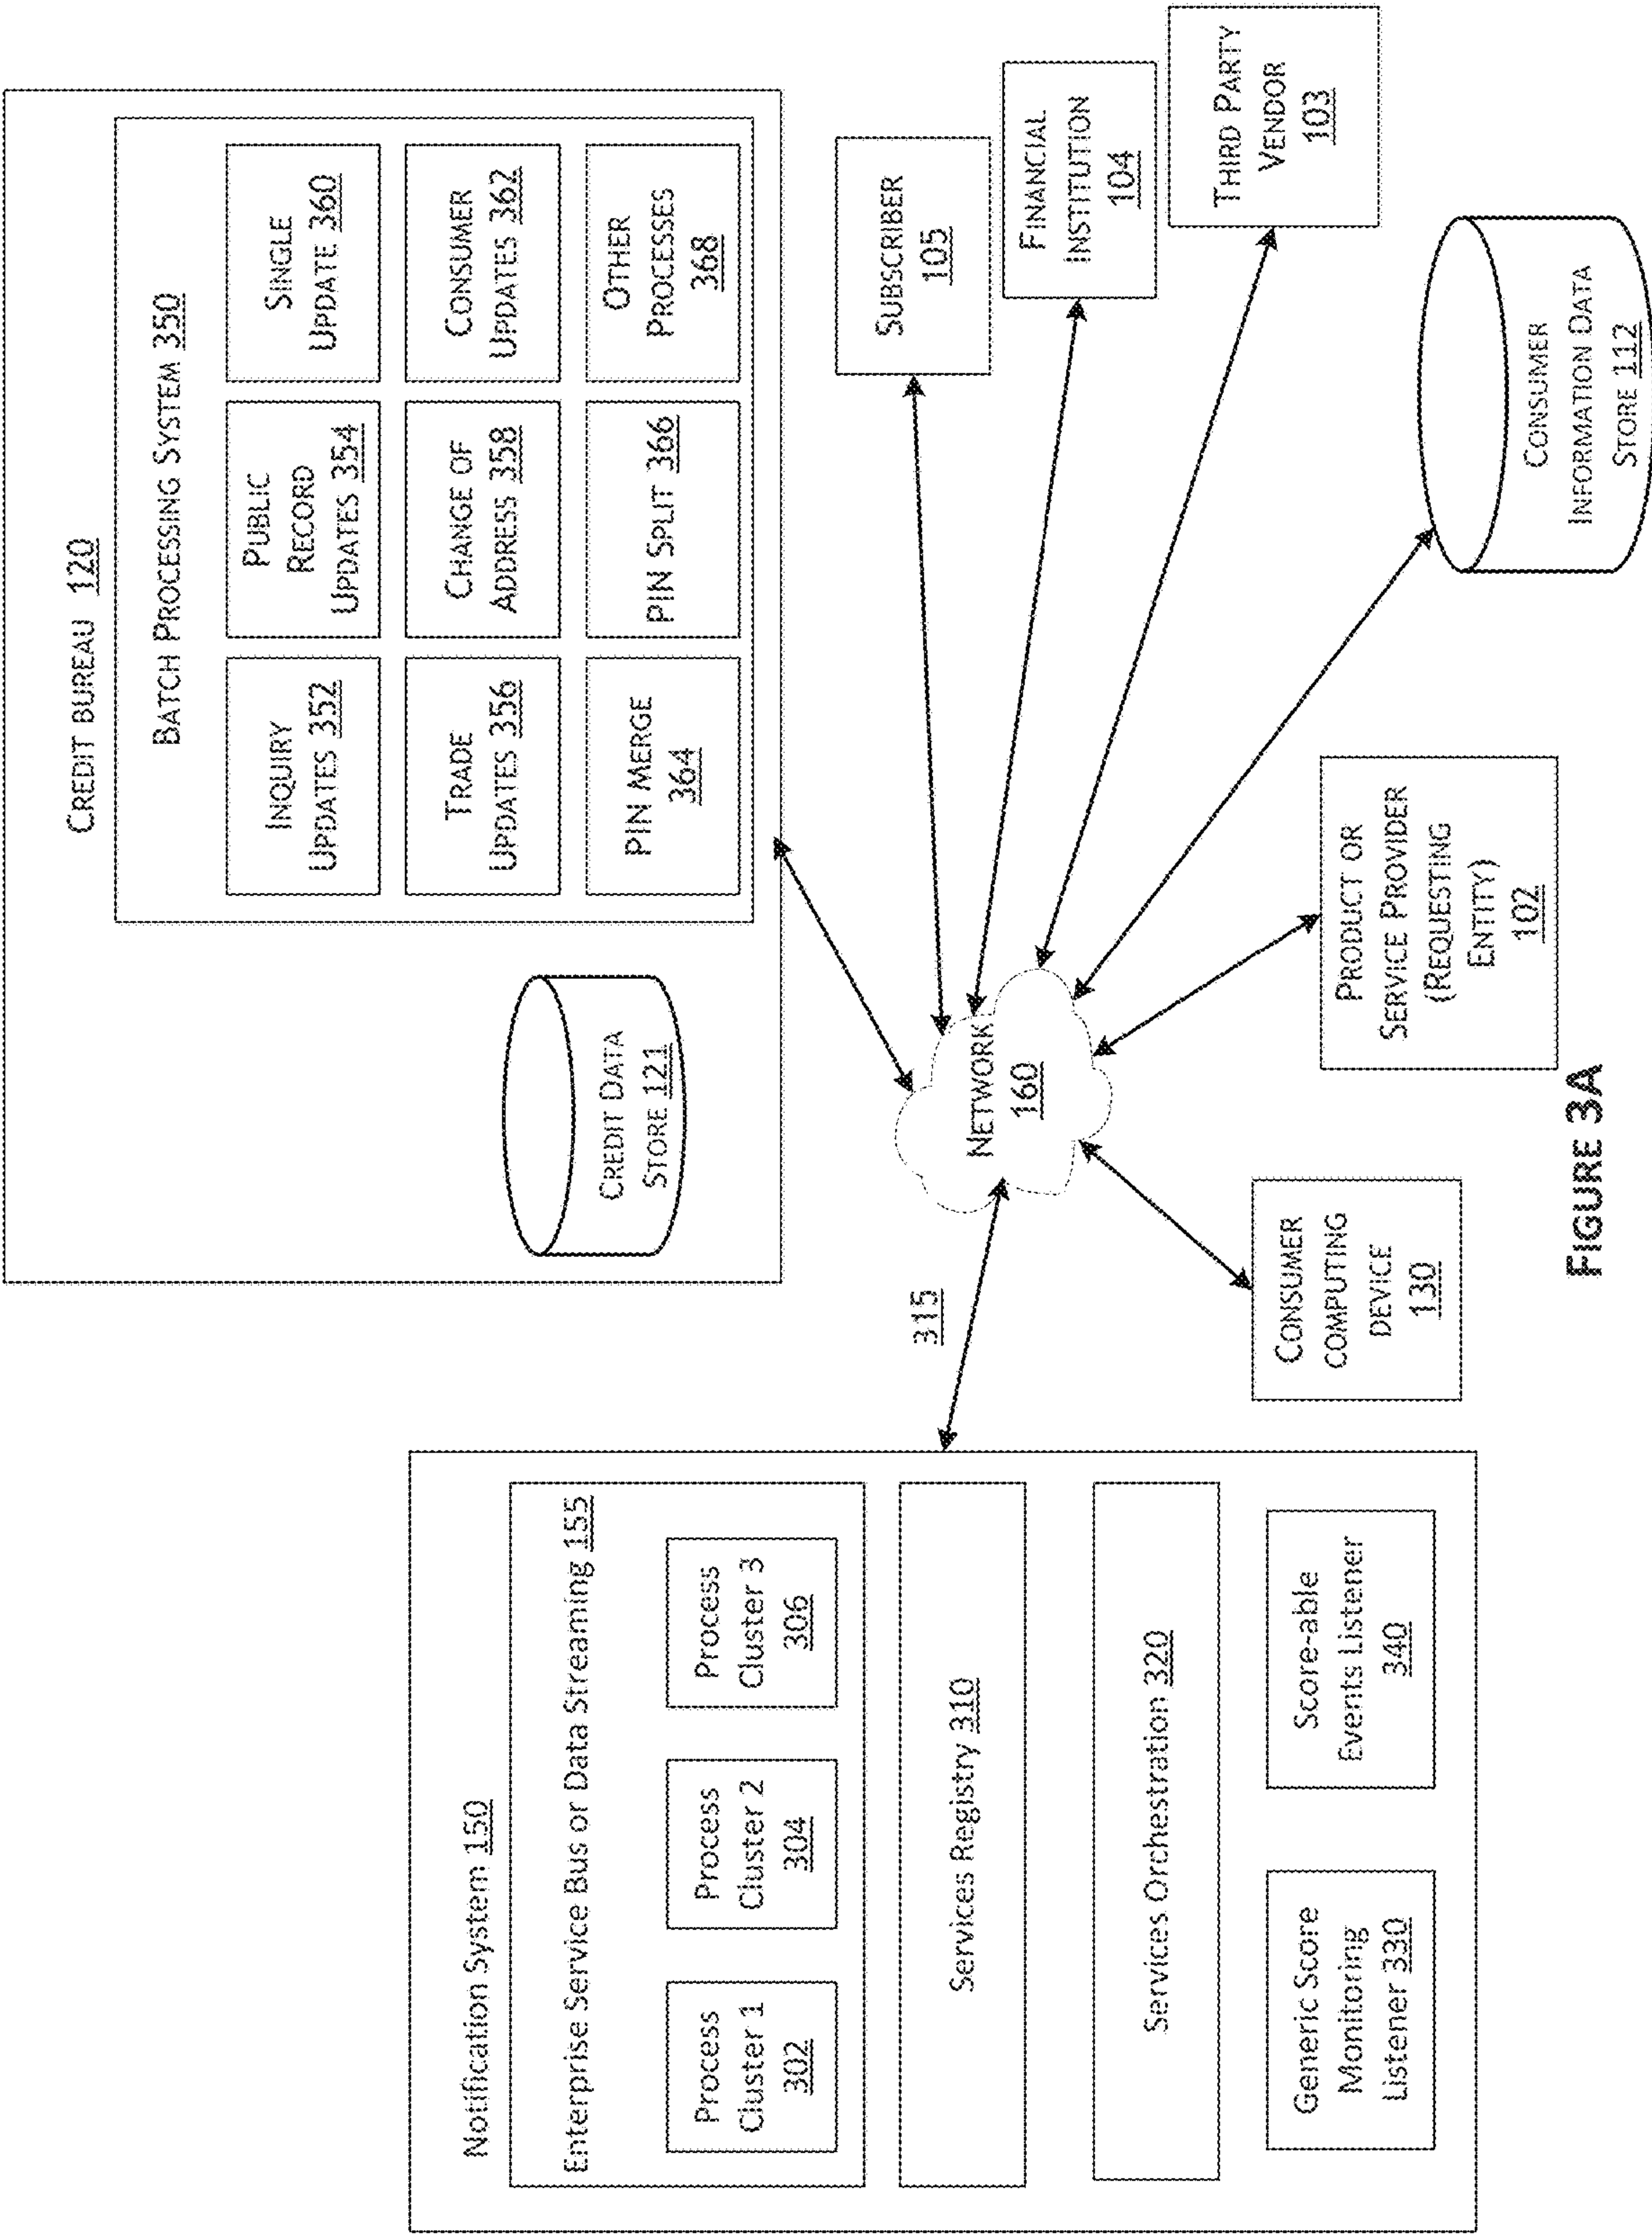 CREDIT BUREAU 120
BATCH PROCESSING SYSTEM 350
INQUIRY
UPDATES 352
PUBLIC
RECORD
UPDATES 354
SINGLE
UPDATE 360
TRADE
UPDATES 356
CHANGE OF
ADDRESS 358
CONSUMER
UPDATES 362
PIN MERGE
364
PIN SPLIT 366
OTHER
PROCESSES
368
CREDIT DATA
STORE 121
Notification System 150
Enterprise Service Bus or Data Streaming 155
Process
Cluster 1
302
Process
Cluster 2
304
Process
Cluster 3
306
Services Registry 310
Services Orchestration 320
Generic Score
Monitoring
Listener 330
Score-able
Events Listener
340
315
NETWORK
160
SUBSCRIBER
105
FINANCIAL
INSTITUTION
104
THIRD PARTY
VENDOR
103
CONSUMER
INFORMATION DATA
STORE 112
PRODUCT OR
SERVICE PROVIDER
(REQUESTING
ENTITY)
102
CONSUMER
COMPUTING
DEVICE
130
FIGURE 3A